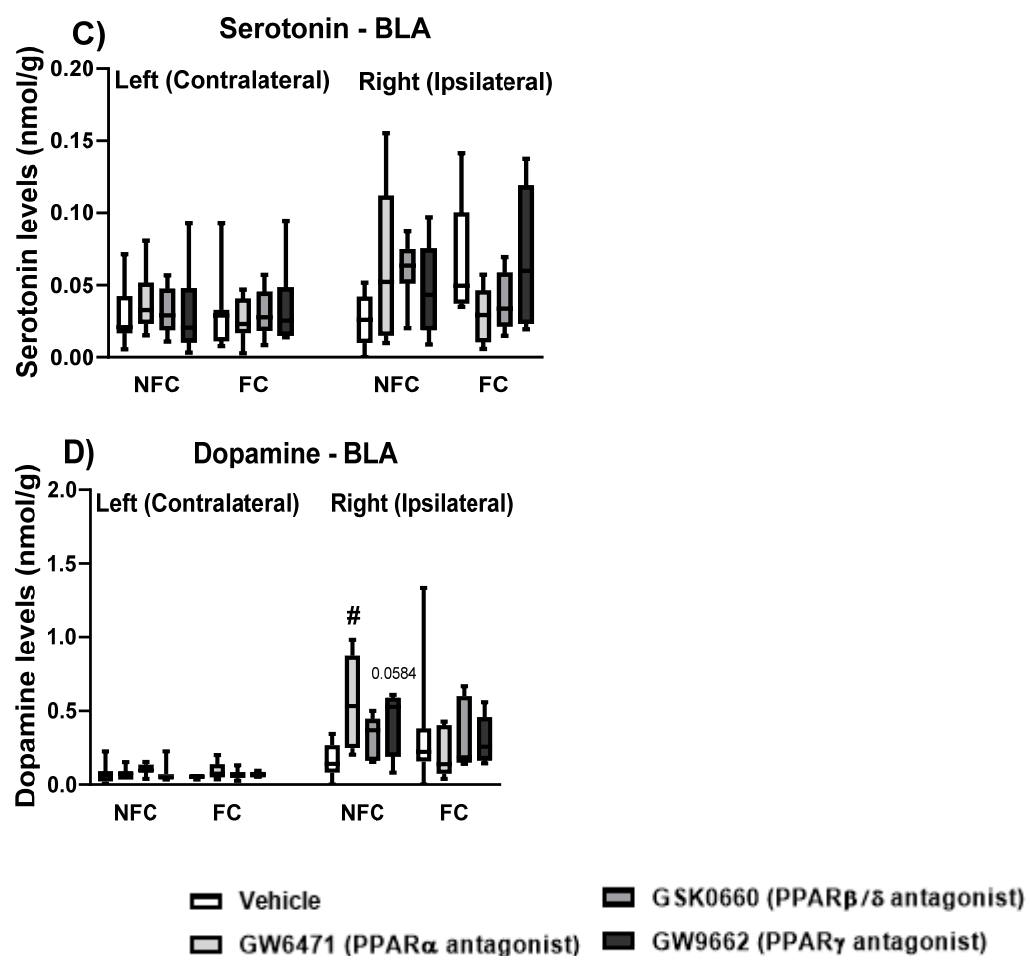 C) Serotonin - BLA
Serotonin levels (nmol/g)
0.20
0.15
0.10
0.05
0.00
Left (Contralateral) Right (Ipsilateral)
NFC FC NFC FC
D) Dopamine - BLA
Dopamine levels (nmol/g)
2.0
1.5
1.0
0.5
0.0
Left (Contralateral) Right (Ipsilateral)
#
0.0584
NFC FC NFC FC
Vehicle
GW6471 (PPARα antagonist)
GSK0660 (PPARβ/δ antagonist)
GW9662 (PPARγ antagonist)